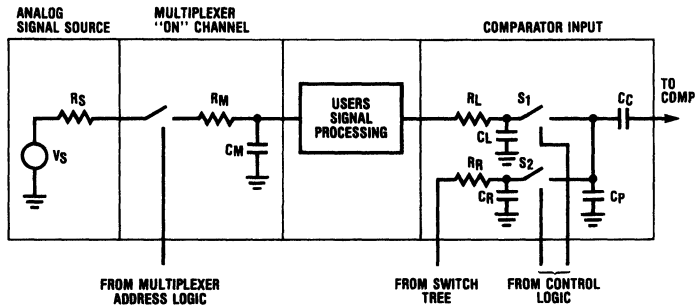 ANALOG
SIGNAL SOURCE
MULTIPLEXER
"ON" CHANNEL
COMPARATOR INPUT
RS
VS
RM
CM
USERS
SIGNAL
PROCESSING
RL
S1
CL
RR
S2
CR
CC
CP
TO
COMP
FROM MULTIPLEXER
ADDRESS LOGIC
FROM SWITCH
TREE
FROM CONTROL
LOGIC